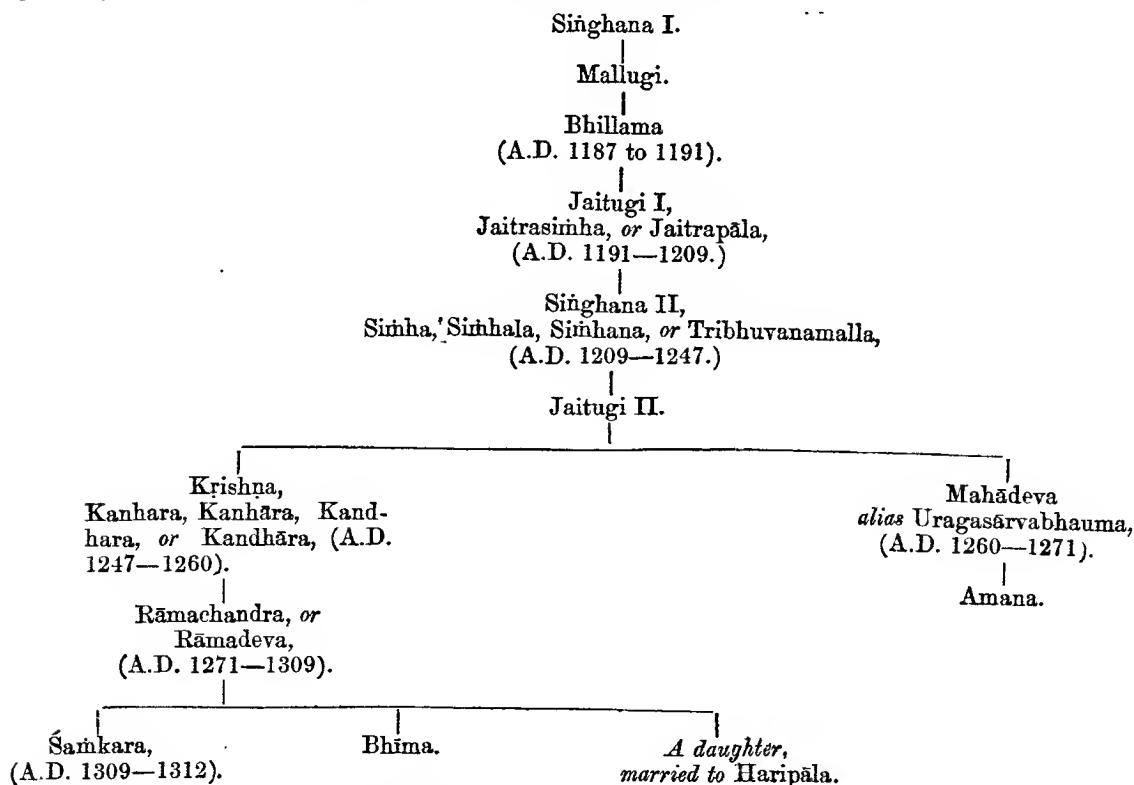 Siṅghana I.
Mallugi.
Bhillama
(A.D. 1187 to 1191).
Jaitugi I,
Jaitrasiṁha, or Jaitrapāla,
(A.D. 1191—1209.)
Siṅghana II,
Siṁha, Siṁhala, Siṁhana, or Tribhuvanamalla,
(A.D. 1209—1247.)
Jaitugi II.
Kṛishṇa,
Kanhara, Kanhāra, Kand-
hara, or Kandhāra, (A.D.
1247—1260).
Mahādeva
alias Uragasārvabhauma,
(A.D. 1260—1271).
Amana.
Rāmachandra, or
Rāmadeva,
(A.D. 1271—1309).
Śaṁkara,
(A.D. 1309—1312).
Bhīma.
A daughter,
married to Haripāla.